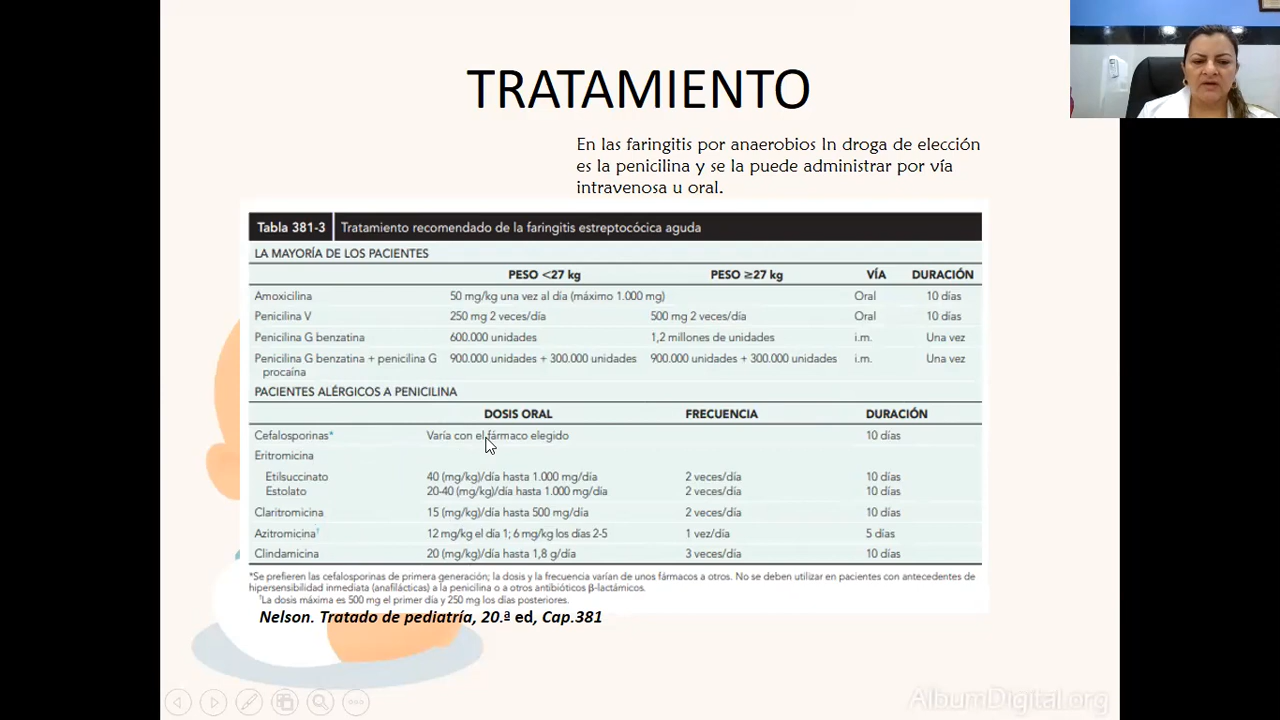 TRATAMIENTO
En las faringitis por anaerobios ln droga de elección
es la penicilina y se la puede administrar por vía
intravenosa u oral.
Tabla 381-3 Tratamiento recomendado de la faringitis estreptocócica aguda
LA MAYORÍA DE LOS PACIENTES
PESO <27 kg PESO ≥27 kg VÍA DURACIÓN
Amoxicilina 50 mg/kg una vez al día (máximo 1.000 mg) Oral 10 días
Penicilina V 250 mg 2 veces/día 500 mg 2 veces/día Oral 10 días
Penicilina G benzatina 600.000 unidades 1,2 millones de unidades i.m. Una vez
Penicilina G benzatina + penicilina G 900.000 unidades + 300.000 unidades 900.000 unidades + 300.000 unidades i.m. Una vez
procaína
PACIENTES ALÉRGICOS A PENICILINA
DOSIS ORAL FRECUENCIA DURACIÓN
Cefalosporinas* Varía con el fármaco elegido 10 días
Eritromicina
Etilsuccinato 40 (mg/kg)/día hasta 1.000 mg/día 2 veces/día 10 días
Estolato 20-40 (mg/kg)/día hasta 1.000 mg/día 2 veces/día 10 días
Claritromicina 15 (mg/kg)/día hasta 500 mg/día 2 veces/día 10 días
Azitromicina† 12 mg/kg el día 1; 6 mg/kg los días 2-5 1 vez/día 5 días
Clindamicina 20 (mg/kg)/día hasta 1,8 g/día 3 veces/día 10 días
*Se prefieren las cefalosporinas de primera generación; la dosis y la frecuencia varían de unos fármacos a otros. No se deben utilizar en pacientes con antecedentes de
hipersensibilidad inmediata (anafilácticos) a la penicilina o a otros antibióticos β-lactámicos.
†La dosis máxima es 500 mg el primer día y 250 mg los días posteriores.
Nelson. Tratado de pediatría, 20.ª ed, Cap.381
AlbumDigital.org